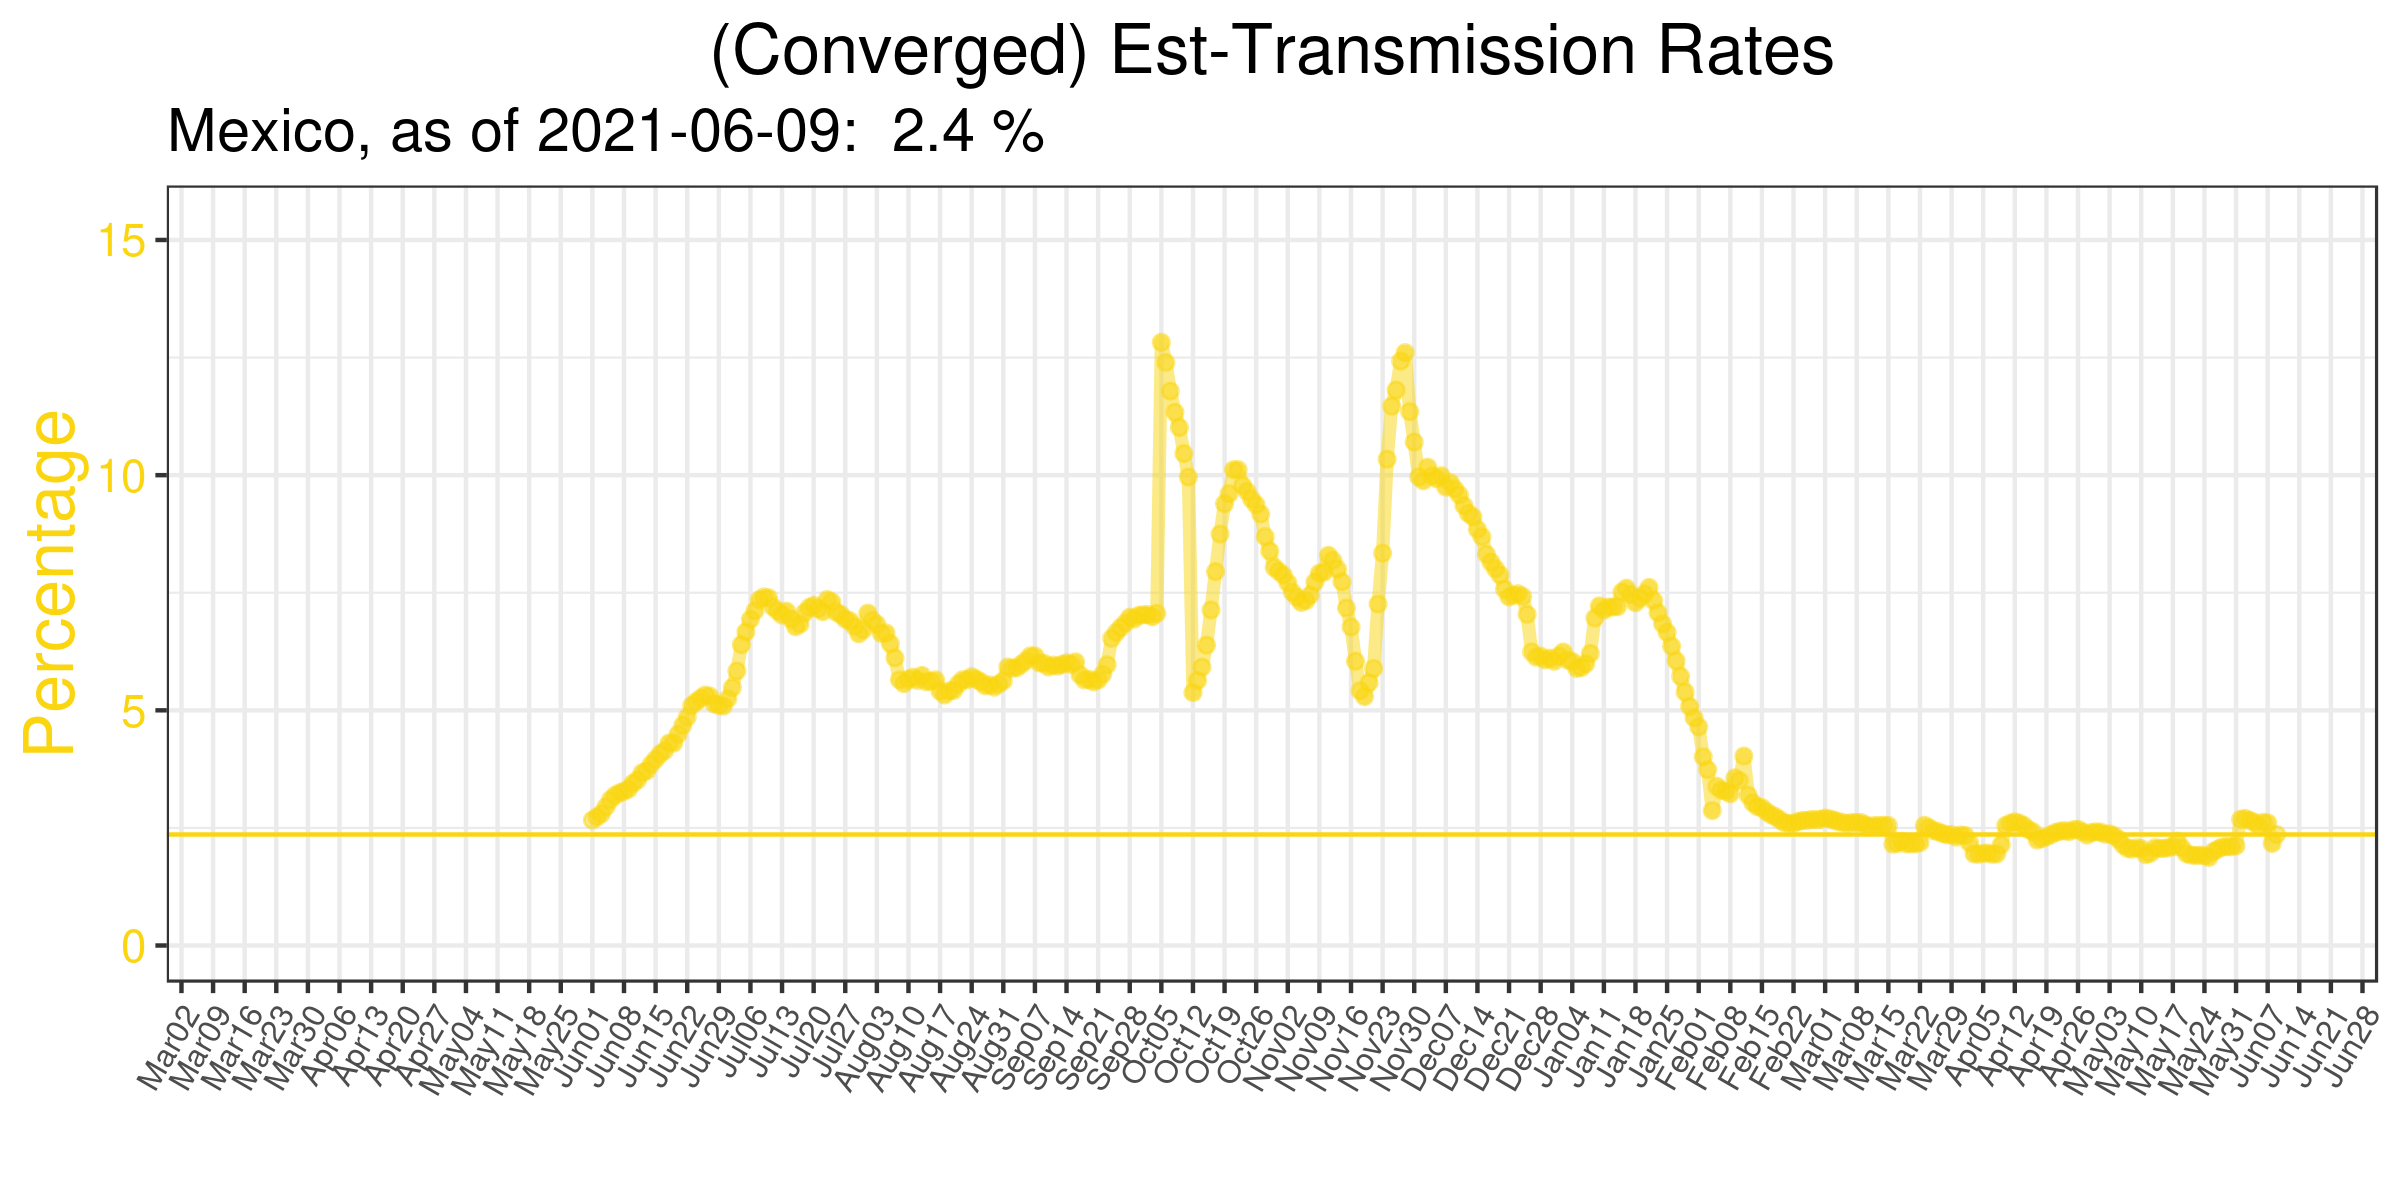 (Converged) Est-Transmission Rates
Mexico, as of 2021-06-09:  2.4 %
Percentage
15
10
5
0
Mar02
Mar09
Mar16
Mar23
Mar30
Apr06
Apr13
Apr20
Apr27
May04
May11
May18
May25
Jun01
Jun08
Jun15
Jun22
Jun29
Jul06
Jul13
Jul20
Jul27
Aug03
Aug10
Aug17
Aug24
Aug31
Sep07
Sep14
Sep21
Sep28
Oct05
Oct12
Oct19
Oct26
Nov02
Nov09
Nov16
Nov23
Nov30
Dec07
Dec14
Dec21
Dec28
Jan04
Jan11
Jan18
Jan25
Feb01
Feb08
Feb15
Feb22
Mar01
Mar08
Mar15
Mar22
Mar29
Apr05
Apr12
Apr19
Apr26
May03
May10
May17
May24
May31
Jun07
Jun14
Jun21
Jun28